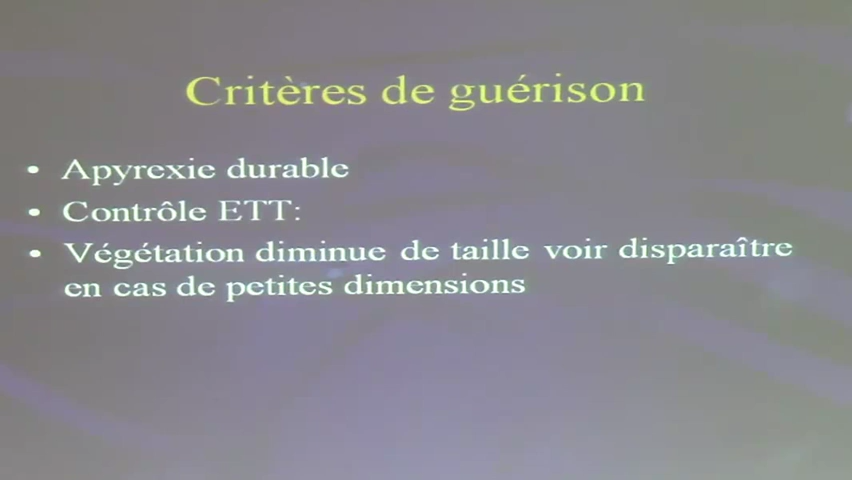 Critères de guérison
• Apyrexie durable
• Contrôle ETT:
• Végétation diminue de taille voir disparaître
en cas de petites dimensions